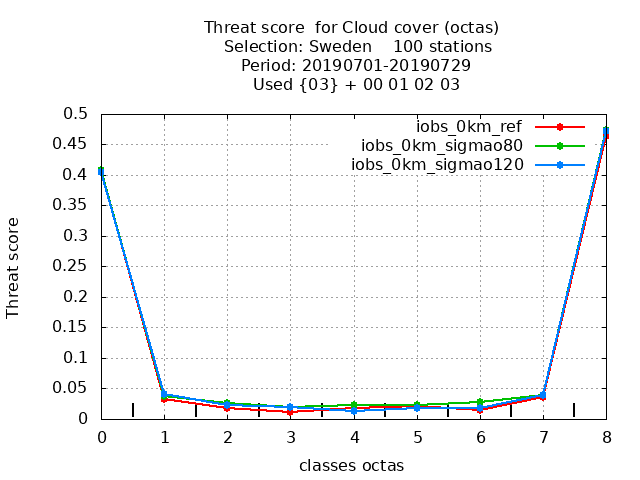 Threat score  for Cloud cover (octas)
Selection: Sweden    100 stations
Period: 20190701-20190729
Used {03} + 00 01 02 03
iobs_0km_ref
iobs_0km_sigmao80
iobs_0km_sigmao120
0.5
0.45
0.4
0.35
0.3
0.25
0.2
0.15
0.1
0.05
0
Threat score
0 1 2 3 4 5 6 7 8
classes octas